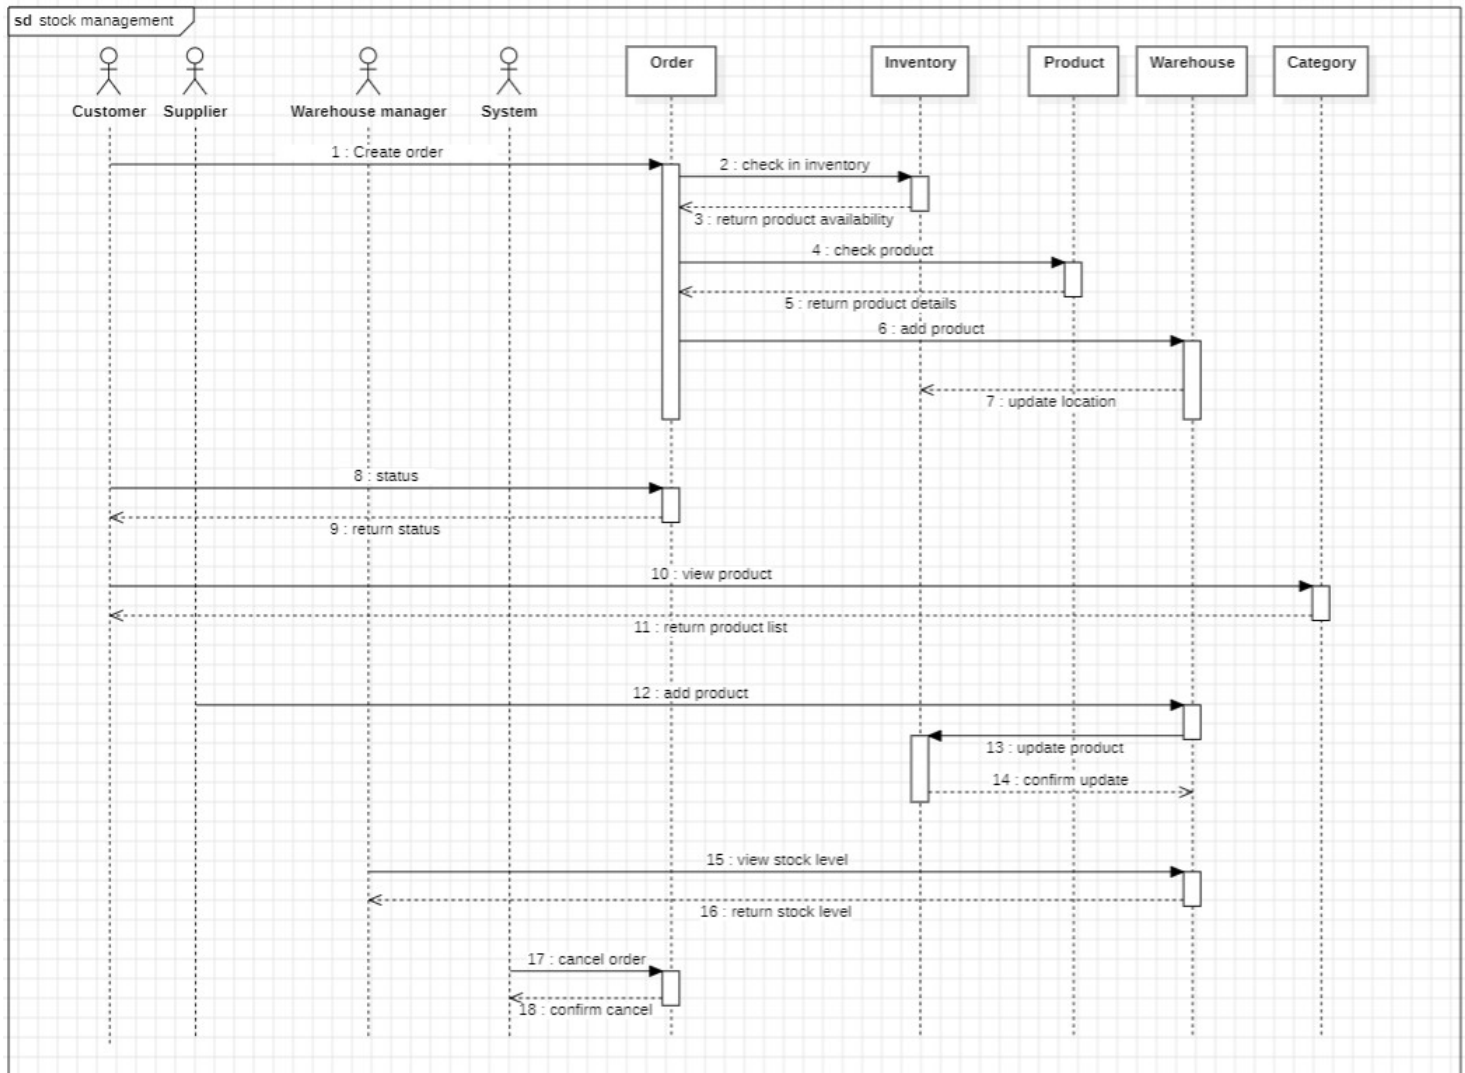 sd stock management
Order
Inventory
Product
Warehouse
Category
Customer
Supplier
Warehouse manager
System
1 : Create order
2 : check in inventory
3 : return product availability
4 : check product
5 : return product details
6 : add product
7 : update location
8 : status
9 : return status
10 : view product
11 : return product list
12 : add product
13 : update product
14 : confirm update
15 : view stock level
16 : return stock level
17 : cancel order
18 : confirm cancel